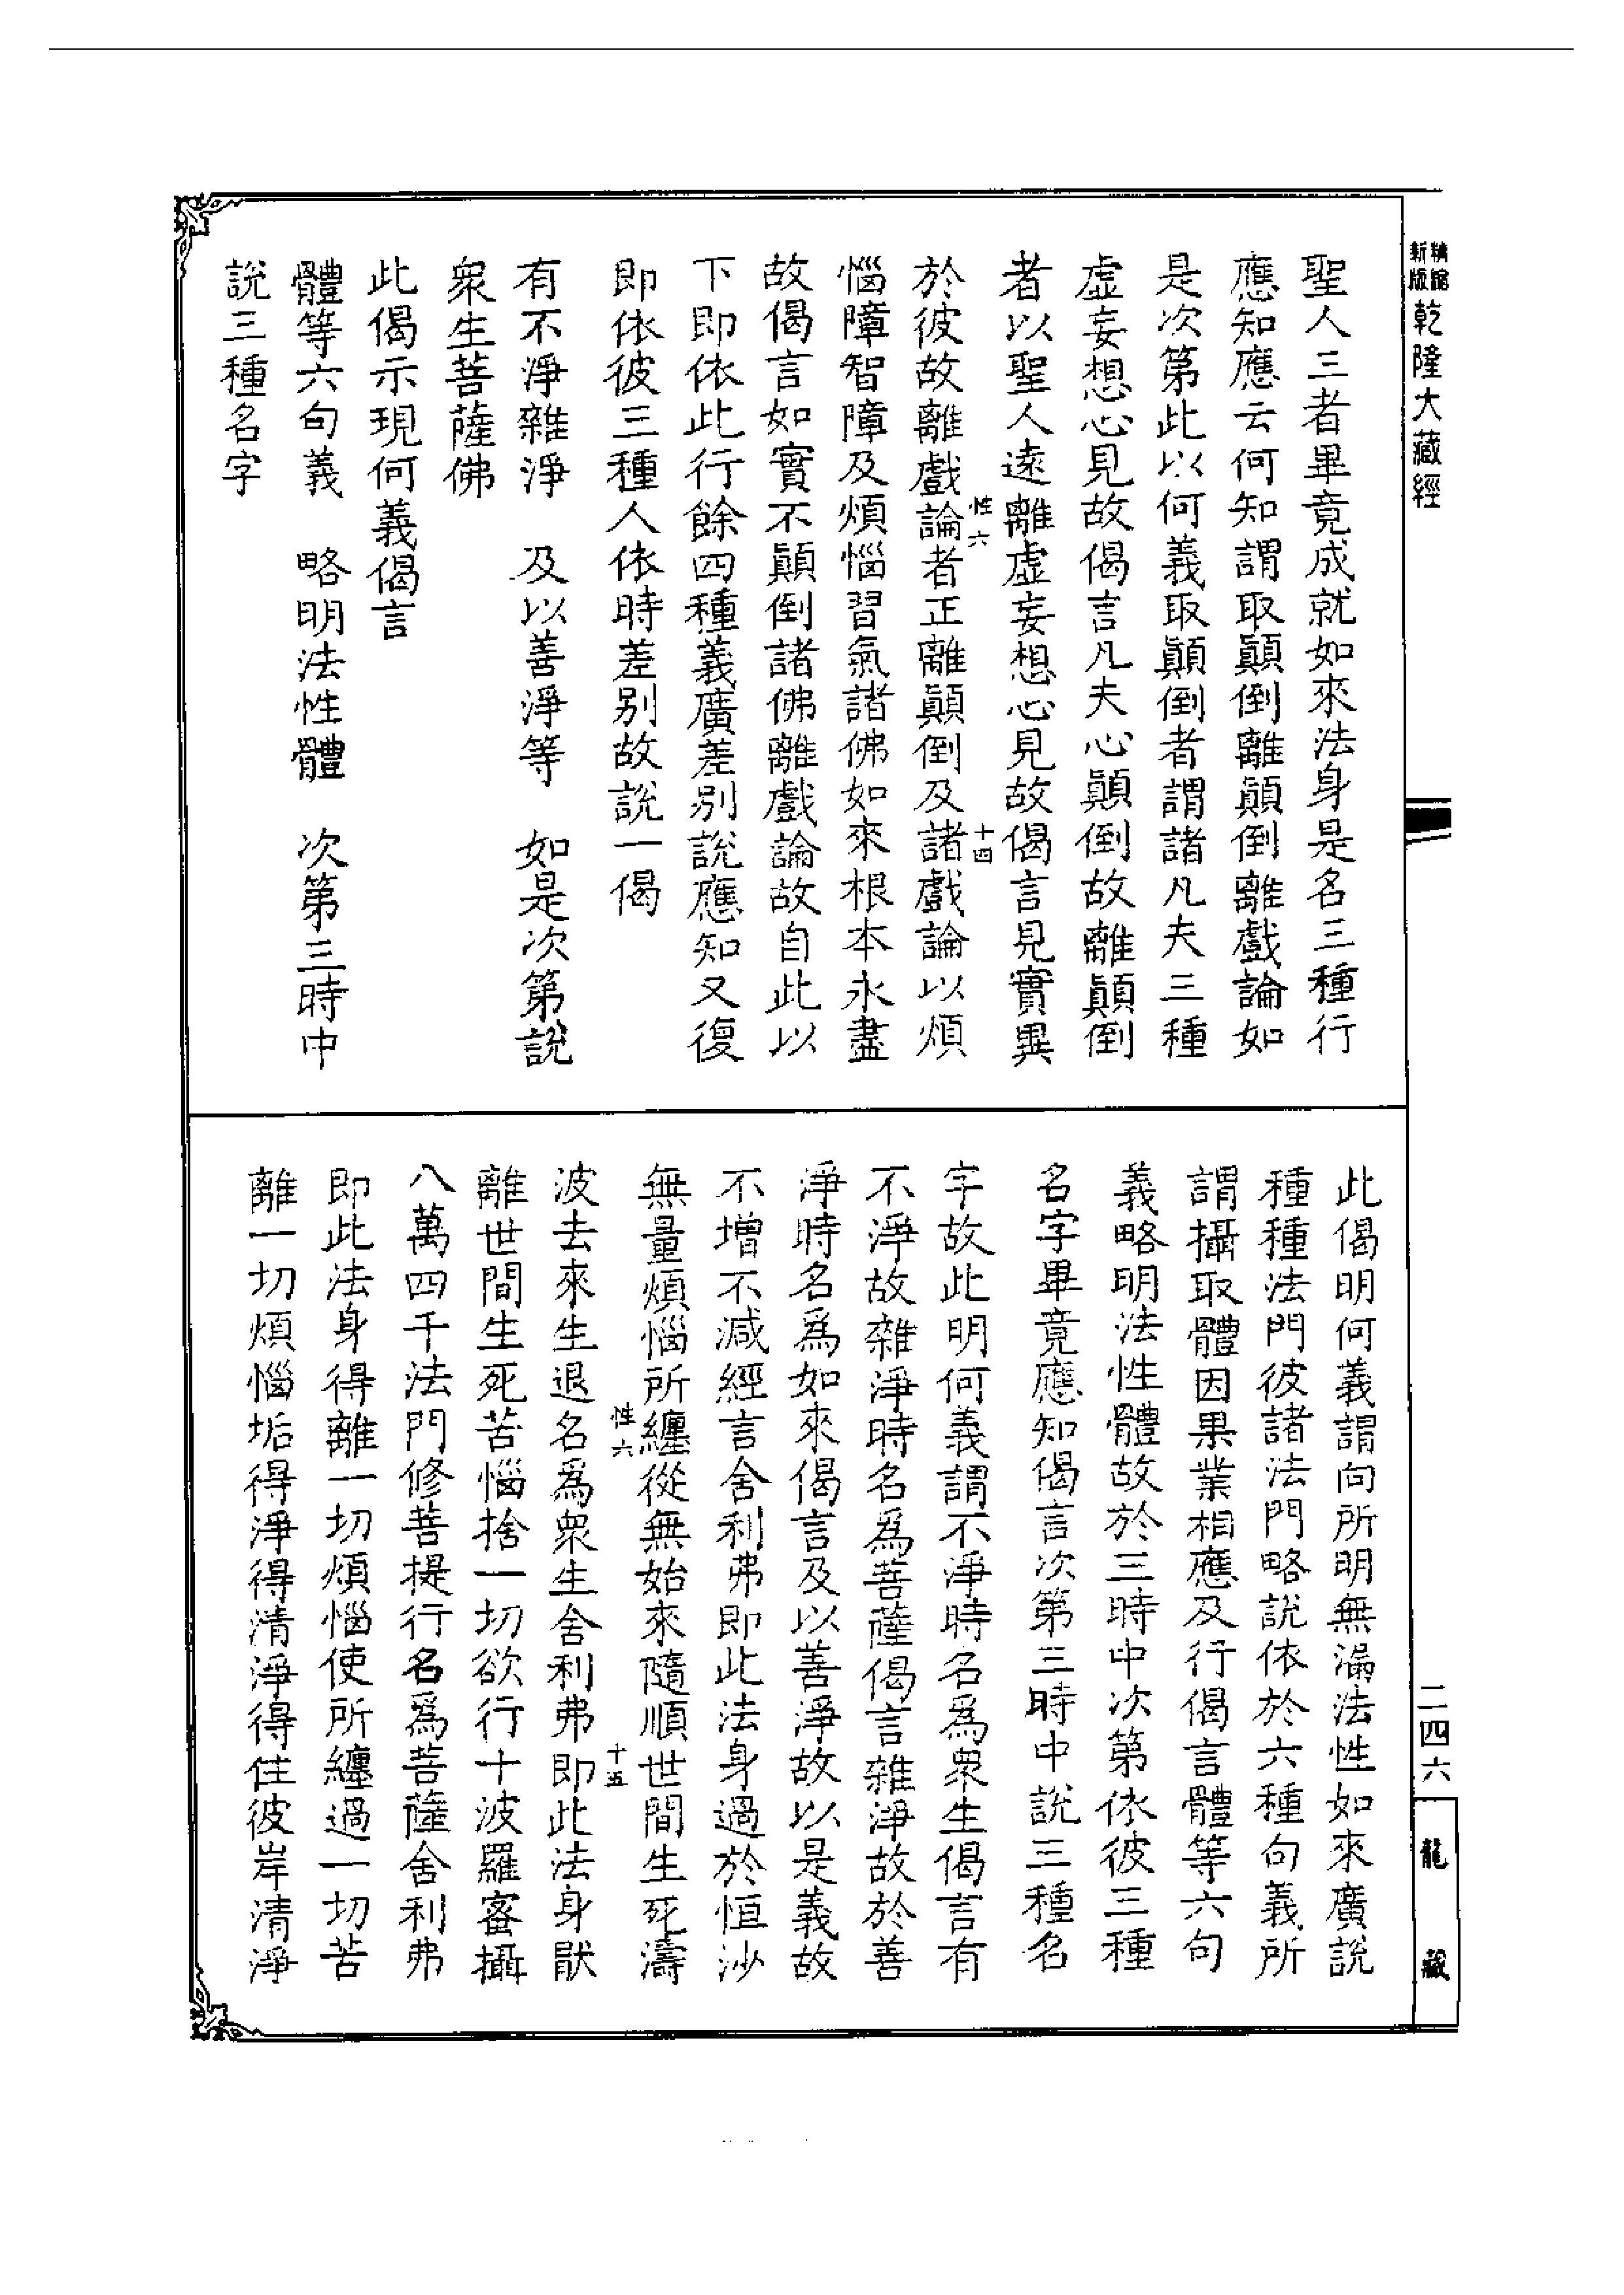 新版 精縮 乾隆大藏經
聖人三者畢竟成就如來法身是名三種行
應知應云何知謂取顛倒離顛倒離戲論如
是次第此以何義取顛倒者謂諸凡夫三種
虛妄想心見故偈言凡夫心顛倒故離顛倒
者以聖人遠離虛妄想心見故偈言見實異
性六 十四
於彼故離戲論者正離顛倒及諸戲論以煩
惱障智障及煩惱習氣諸佛如來根本永盡
故偈言如實不顛倒諸佛離戲論故自此以
下即依此行餘四種義廣差別說應知又復
即依彼三種人依時差別故說一偈
有不淨雜淨 及以善淨等 如是次第說
眾生菩薩佛
此偈示現何義偈言
體等六句義 略明法性體 次第三時中
說三種名字
此偈明何義謂向所明無漏法性如來廣說
種種法門彼諸法門略說依於六種句義所
謂攝取體因果業相應及行偈言體等六句
義略明法性體故於三時中次第依彼三種
名字畢竟應知偈言次第三時中說三種名
字故此明何義謂不淨時名為眾生偈言有
不淨故雜淨時名為菩薩偈言雜淨故於善
淨時名為如來偈言及以善淨故以是義故
不增不減經言舍利弗即此法身過於恒沙
無量煩惱所纏從無始來隨順世間生死濤
性六 十五
波去來生退名為眾生舍利弗即此法身厭
離世間生死苦惱捨一切欲行十波羅蜜攝
八萬四千法門修菩提行名為菩薩舍利弗
即此法身得離一切煩惱使所纏過一切苦
離一切煩惱垢得淨得清淨得住彼岸清淨
二四六
龍藏